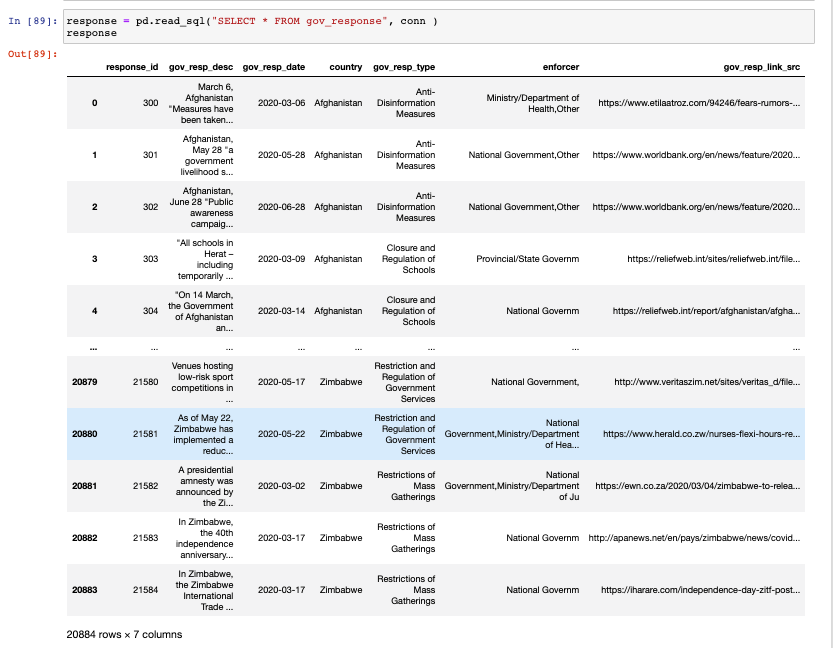 In [89]: response = pd.read_sql("SELECT * FROM gov_response", conn )
response
Out[89]:
response_id gov_resp_desc gov_resp_date country gov_resp_type enforcer gov_resp_link_src
0 300 March 6, Afghanistan "Measures have been taken... 2020-03-06 Afghanistan Anti-Disinformation Measures Ministry/Department of Health,Other https://www.etilaatroz.com/94246/fears-rumors-...
1 301 Afghanistan, May 28 "a government livelihood s... 2020-05-28 Afghanistan Anti-Disinformation Measures National Government,Other https://www.worldbank.org/en/news/feature/2020...
2 302 Afghanistan, June 28 "Public awareness campaig... 2020-06-28 Afghanistan Anti-Disinformation Measures National Government,Other https://www.worldbank.org/en/news/feature/2020...
3 303 "All schools in Herat – including temporarily ... 2020-03-09 Afghanistan Closure and Regulation of Schools Provincial/State Governm https://reliefweb.int/sites/reliefweb.int/file...
4 304 "On 14 March, the Government of Afghanistan an... 2020-03-14 Afghanistan Closure and Regulation of Schools National Governm https://reliefweb.int/report/afghanistan/afgha...
... ... ... ... ... ... ... ...
20879 21580 Venues hosting low-risk sport competitions in ... 2020-05-17 Zimbabwe Restriction and Regulation of Government Services National Government, http://www.veritaszim.net/sites/veritas_d/file...
20880 21581 As of May 22, Zimbabwe has implemented a reduc... 2020-05-22 Zimbabwe Restriction and Regulation of Government Services National Government,Ministry/Department of Hea... https://www.herald.co.zw/nurses-flexi-hours-re...
20881 21582 A presidential amnesty was announced by the Zi... 2020-03-02 Zimbabwe Restrictions of Mass Gatherings National Government,Ministry/Department of Ju https://ewn.co.za/2020/03/04/zimbabwe-to-relea...
20882 21583 In Zimbabwe, the 40th independence anniversary... 2020-03-17 Zimbabwe Restrictions of Mass Gatherings National Governm http://apanews.net/en/pays/zimbabwe/news/covid...
20883 21584 In Zimbabwe, the Zimbabwe International Trade ... 2020-03-17 Zimbabwe Restrictions of Mass Gatherings National Governm https://iharare.com/independence-day-zitf-post...
20884 rows × 7 columns